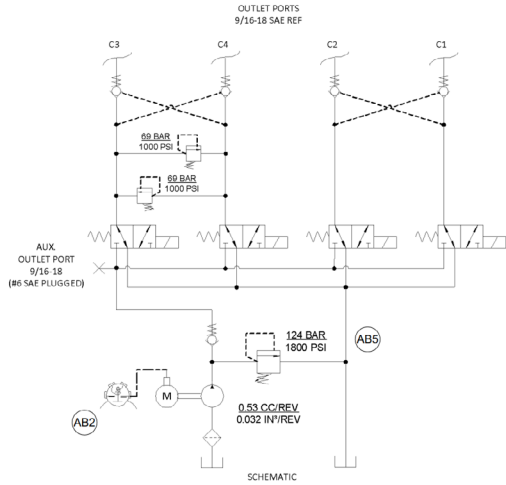 OUTLET PORTS
9/16-18 SAE REF
C3
C4
C2
C1
69 BAR
1000 PSI
69 BAR
1000 PSI
AUX.
OUTLET PORT
9/16-18
(#6 SAE PLUGGED)
124 BAR
1800 PSI
AB5
M
AB2
0.53 CC/REV
0.032 IN³/REV
SCHEMATIC